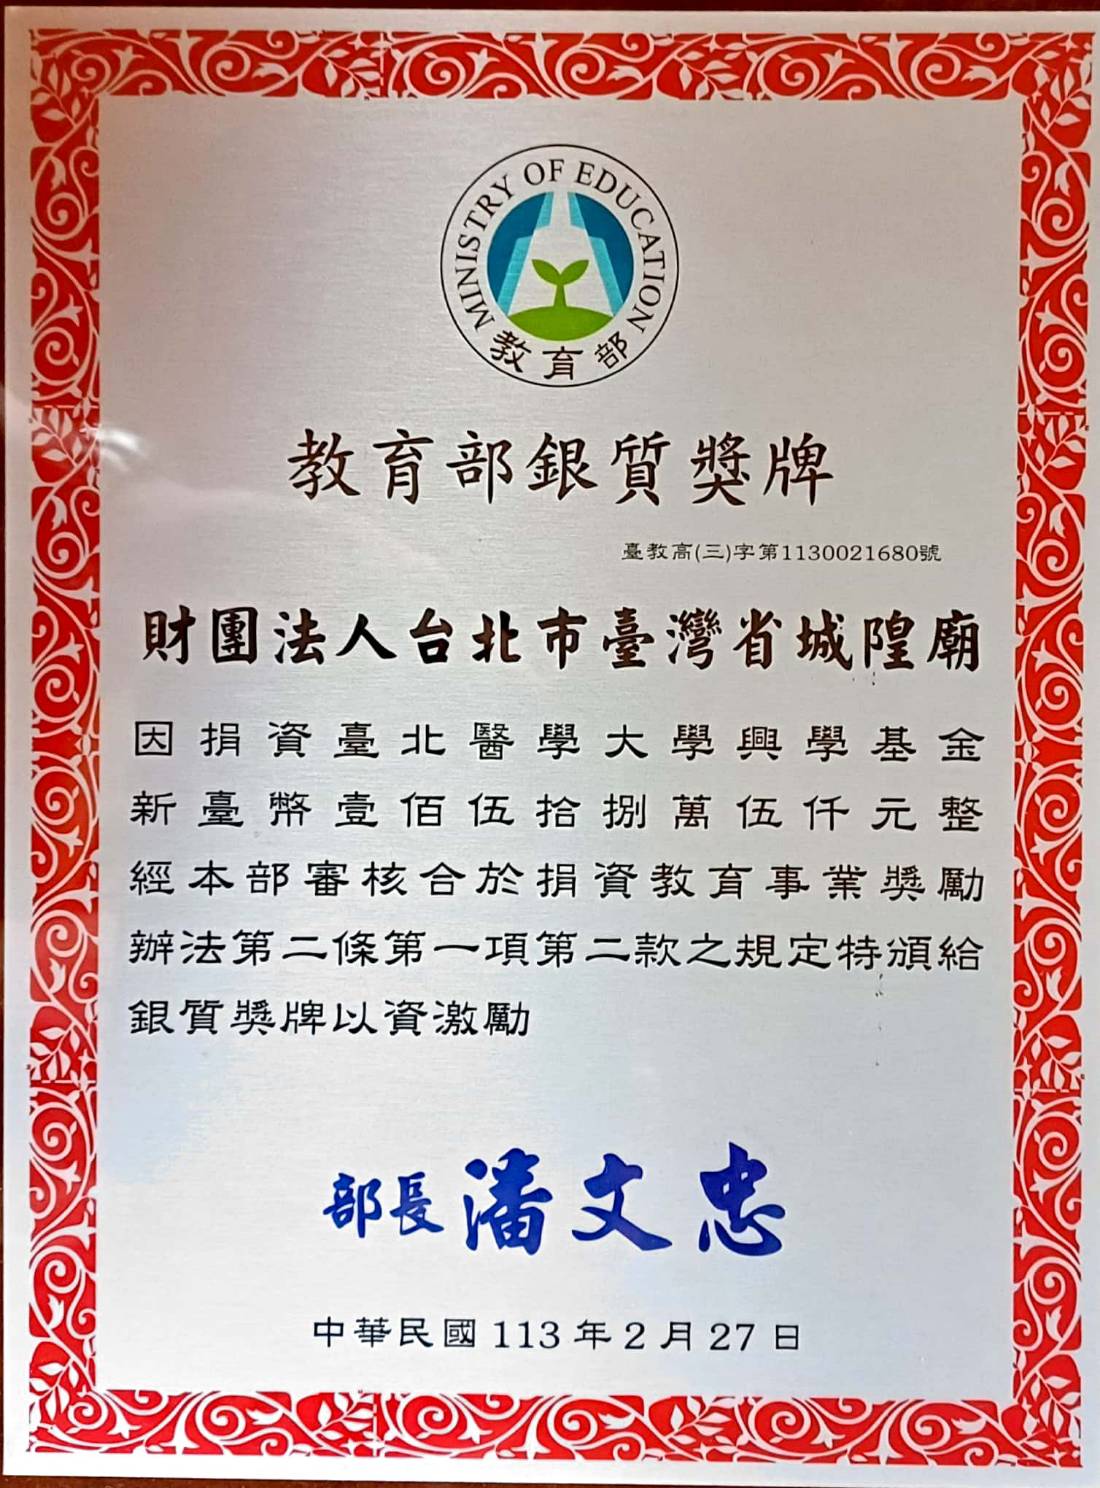 MINISTRY OF EDUCATION
教育部
教育部銀質獎牌
臺教高(三)字第1130021680號
財團法人台北市臺灣省城隍廟
因捐資臺北醫學大學興學基金
新臺幣壹佰伍拾捌萬伍仟元整
經本部審核合於捐資教育事業獎勵
辦法第二條第一項第二款之規定特頒給
銀質獎牌以資激勵
部長 潘文忠
中華民國 113 年 2 月 27 日